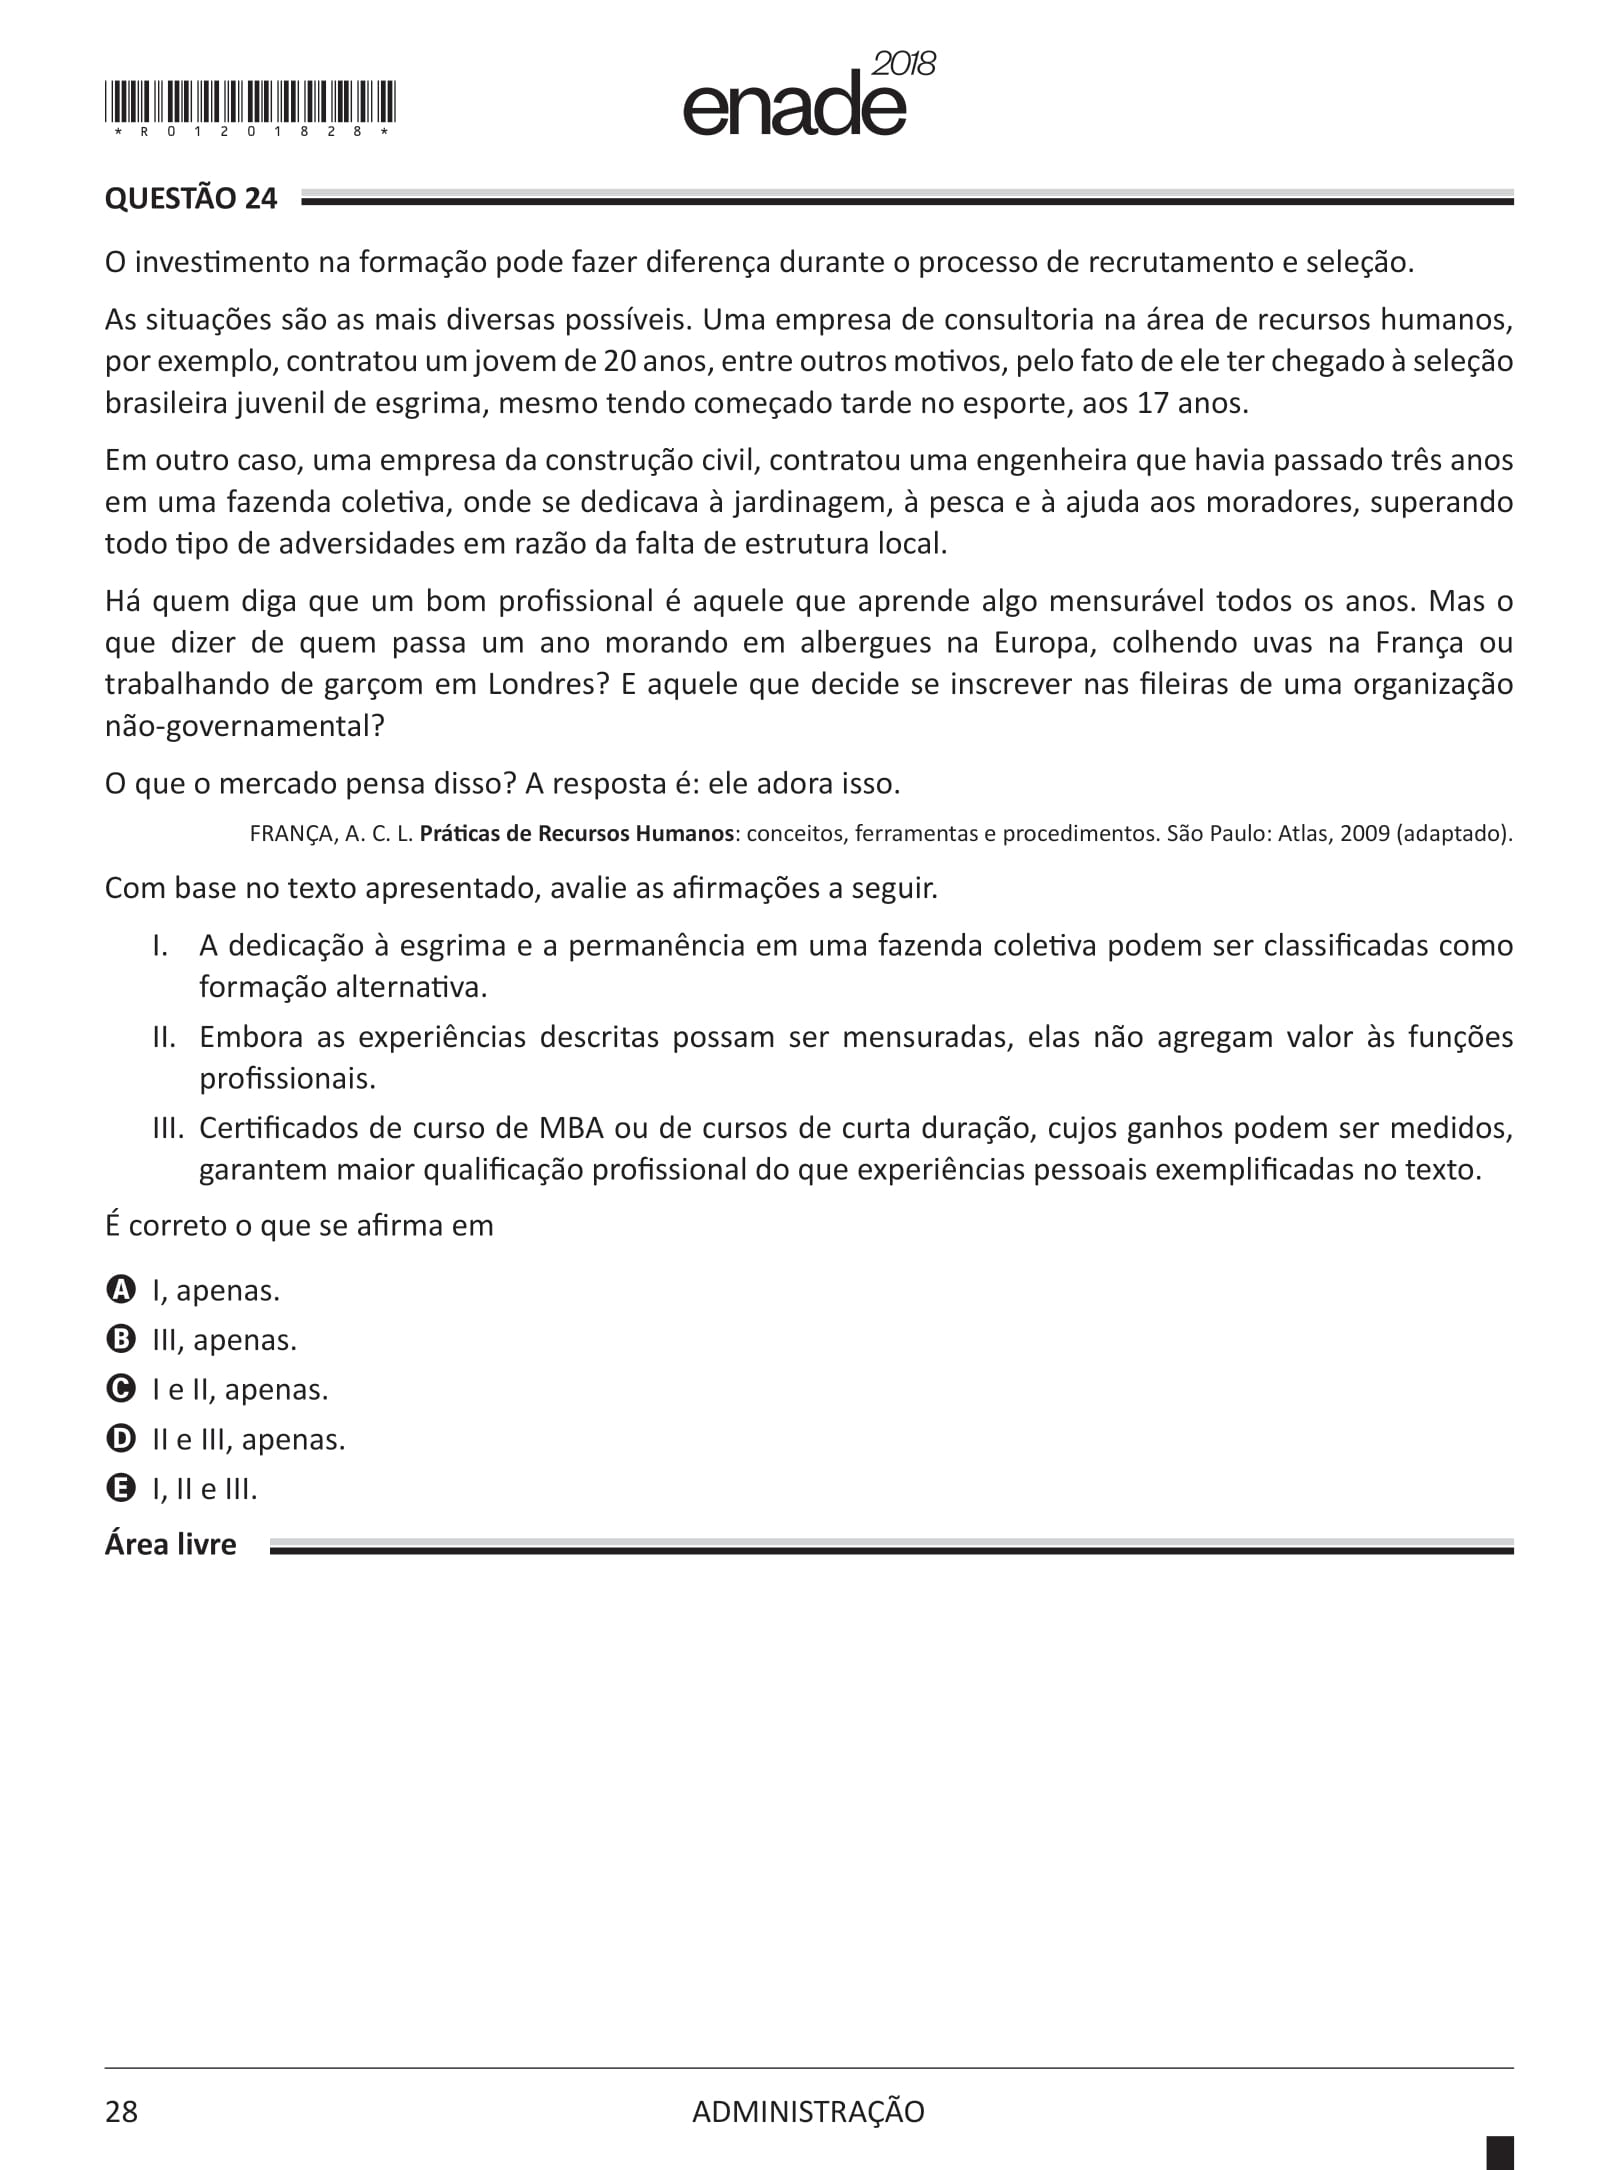 *R01201828*
enade 2018
QUESTÃO 24
O investimento na formação pode fazer diferença durante o processo de recrutamento e seleção.
As situações são as mais diversas possíveis. Uma empresa de consultoria na área de recursos humanos,
por exemplo, contratou um jovem de 20 anos, entre outros motivos, pelo fato de ele ter chegado à seleção
brasileira juvenil de esgrima, mesmo tendo começado tarde no esporte, aos 17 anos.
Em outro caso, uma empresa da construção civil, contratou uma engenheira que havia passado três anos
em uma fazenda coletiva, onde se dedicava à jardinagem, à pesca e à ajuda aos moradores, superando
todo tipo de adversidades em razão da falta de estrutura local.
Há quem diga que um bom profissional é aquele que aprende algo mensurável todos os anos. Mas o
que dizer de quem passa um ano morando em albergues na Europa, colhendo uvas na França ou
trabalhando de garçom em Londres? E aquele que decide se inscrever nas fileiras de uma organização
não-governamental?
O que o mercado pensa disso? A resposta é: ele adora isso.
FRANÇA, A. C. L. Práticas de Recursos Humanos: conceitos, ferramentas e procedimentos. São Paulo: Atlas, 2009 (adaptado).
Com base no texto apresentado, avalie as afirmações a seguir.
I. A dedicação à esgrima e a permanência em uma fazenda coletiva podem ser classificadas como
formação alternativa.
II. Embora as experiências descritas possam ser mensuradas, elas não agregam valor às funções
profissionais.
III. Certificados de curso de MBA ou de cursos de curta duração, cujos ganhos podem ser medidos,
garantem maior qualificação profissional do que experiências pessoais exemplificadas no texto.
É correto o que se afirma em
A I, apenas.
B III, apenas.
C I e II, apenas.
D II e III, apenas.
E I, II e III.
Área livre
28
ADMINISTRAÇÃO